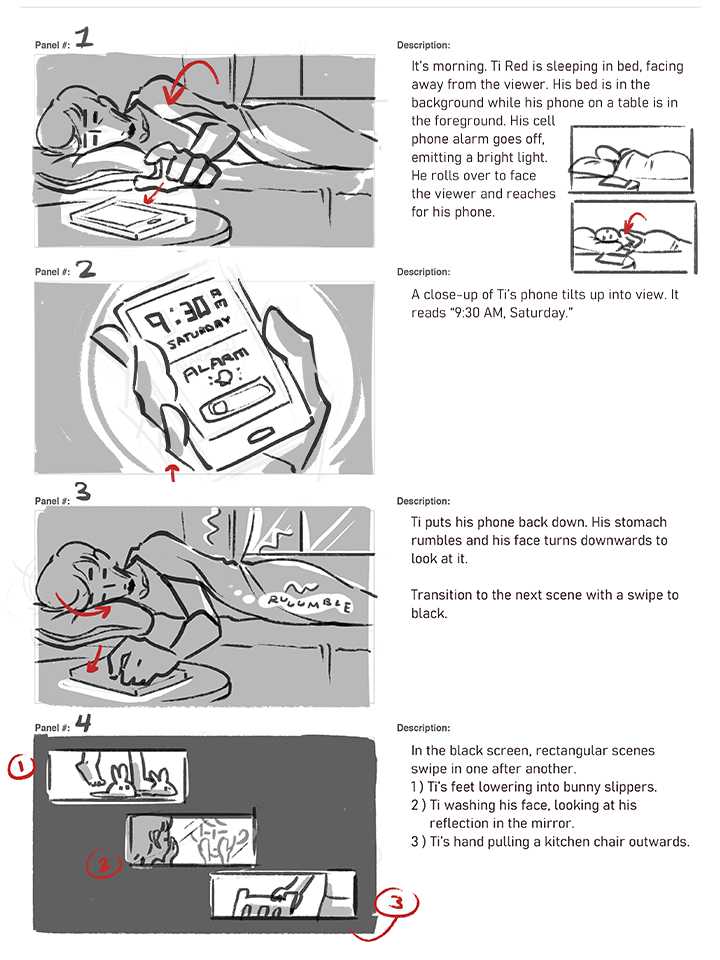 Panel #: 1
Description:
It's morning. Ti Red is sleeping in bed, facing
away from the viewer. His bed is in the
background while his phone on a table is in
the foreground. His cell
phone alarm goes off,
emitting a bright light.
He rolls over to face
the viewer and reaches
for his phone.
Panel #: 2
9:30 AM
SATURDAY
ALARM
Description:
A close-up of Ti's phone tilts up into view. It
reads “9:30 AM, Saturday.”
Panel #: 3
RUUUMBLE
Description:
Ti puts his phone back down. His stomach
rumbles and his face turns downwards to
look at it.
Transition to the next scene with a swipe to
black.
Panel #: 4
1
2
3
Description:
In the black screen, rectangular scenes
swipe in one after another.
1 ) Ti's feet lowering into bunny slippers.
2 ) Ti washing his face, looking at his
reflection in the mirror.
3 ) Ti's hand pulling a kitchen chair outwards.